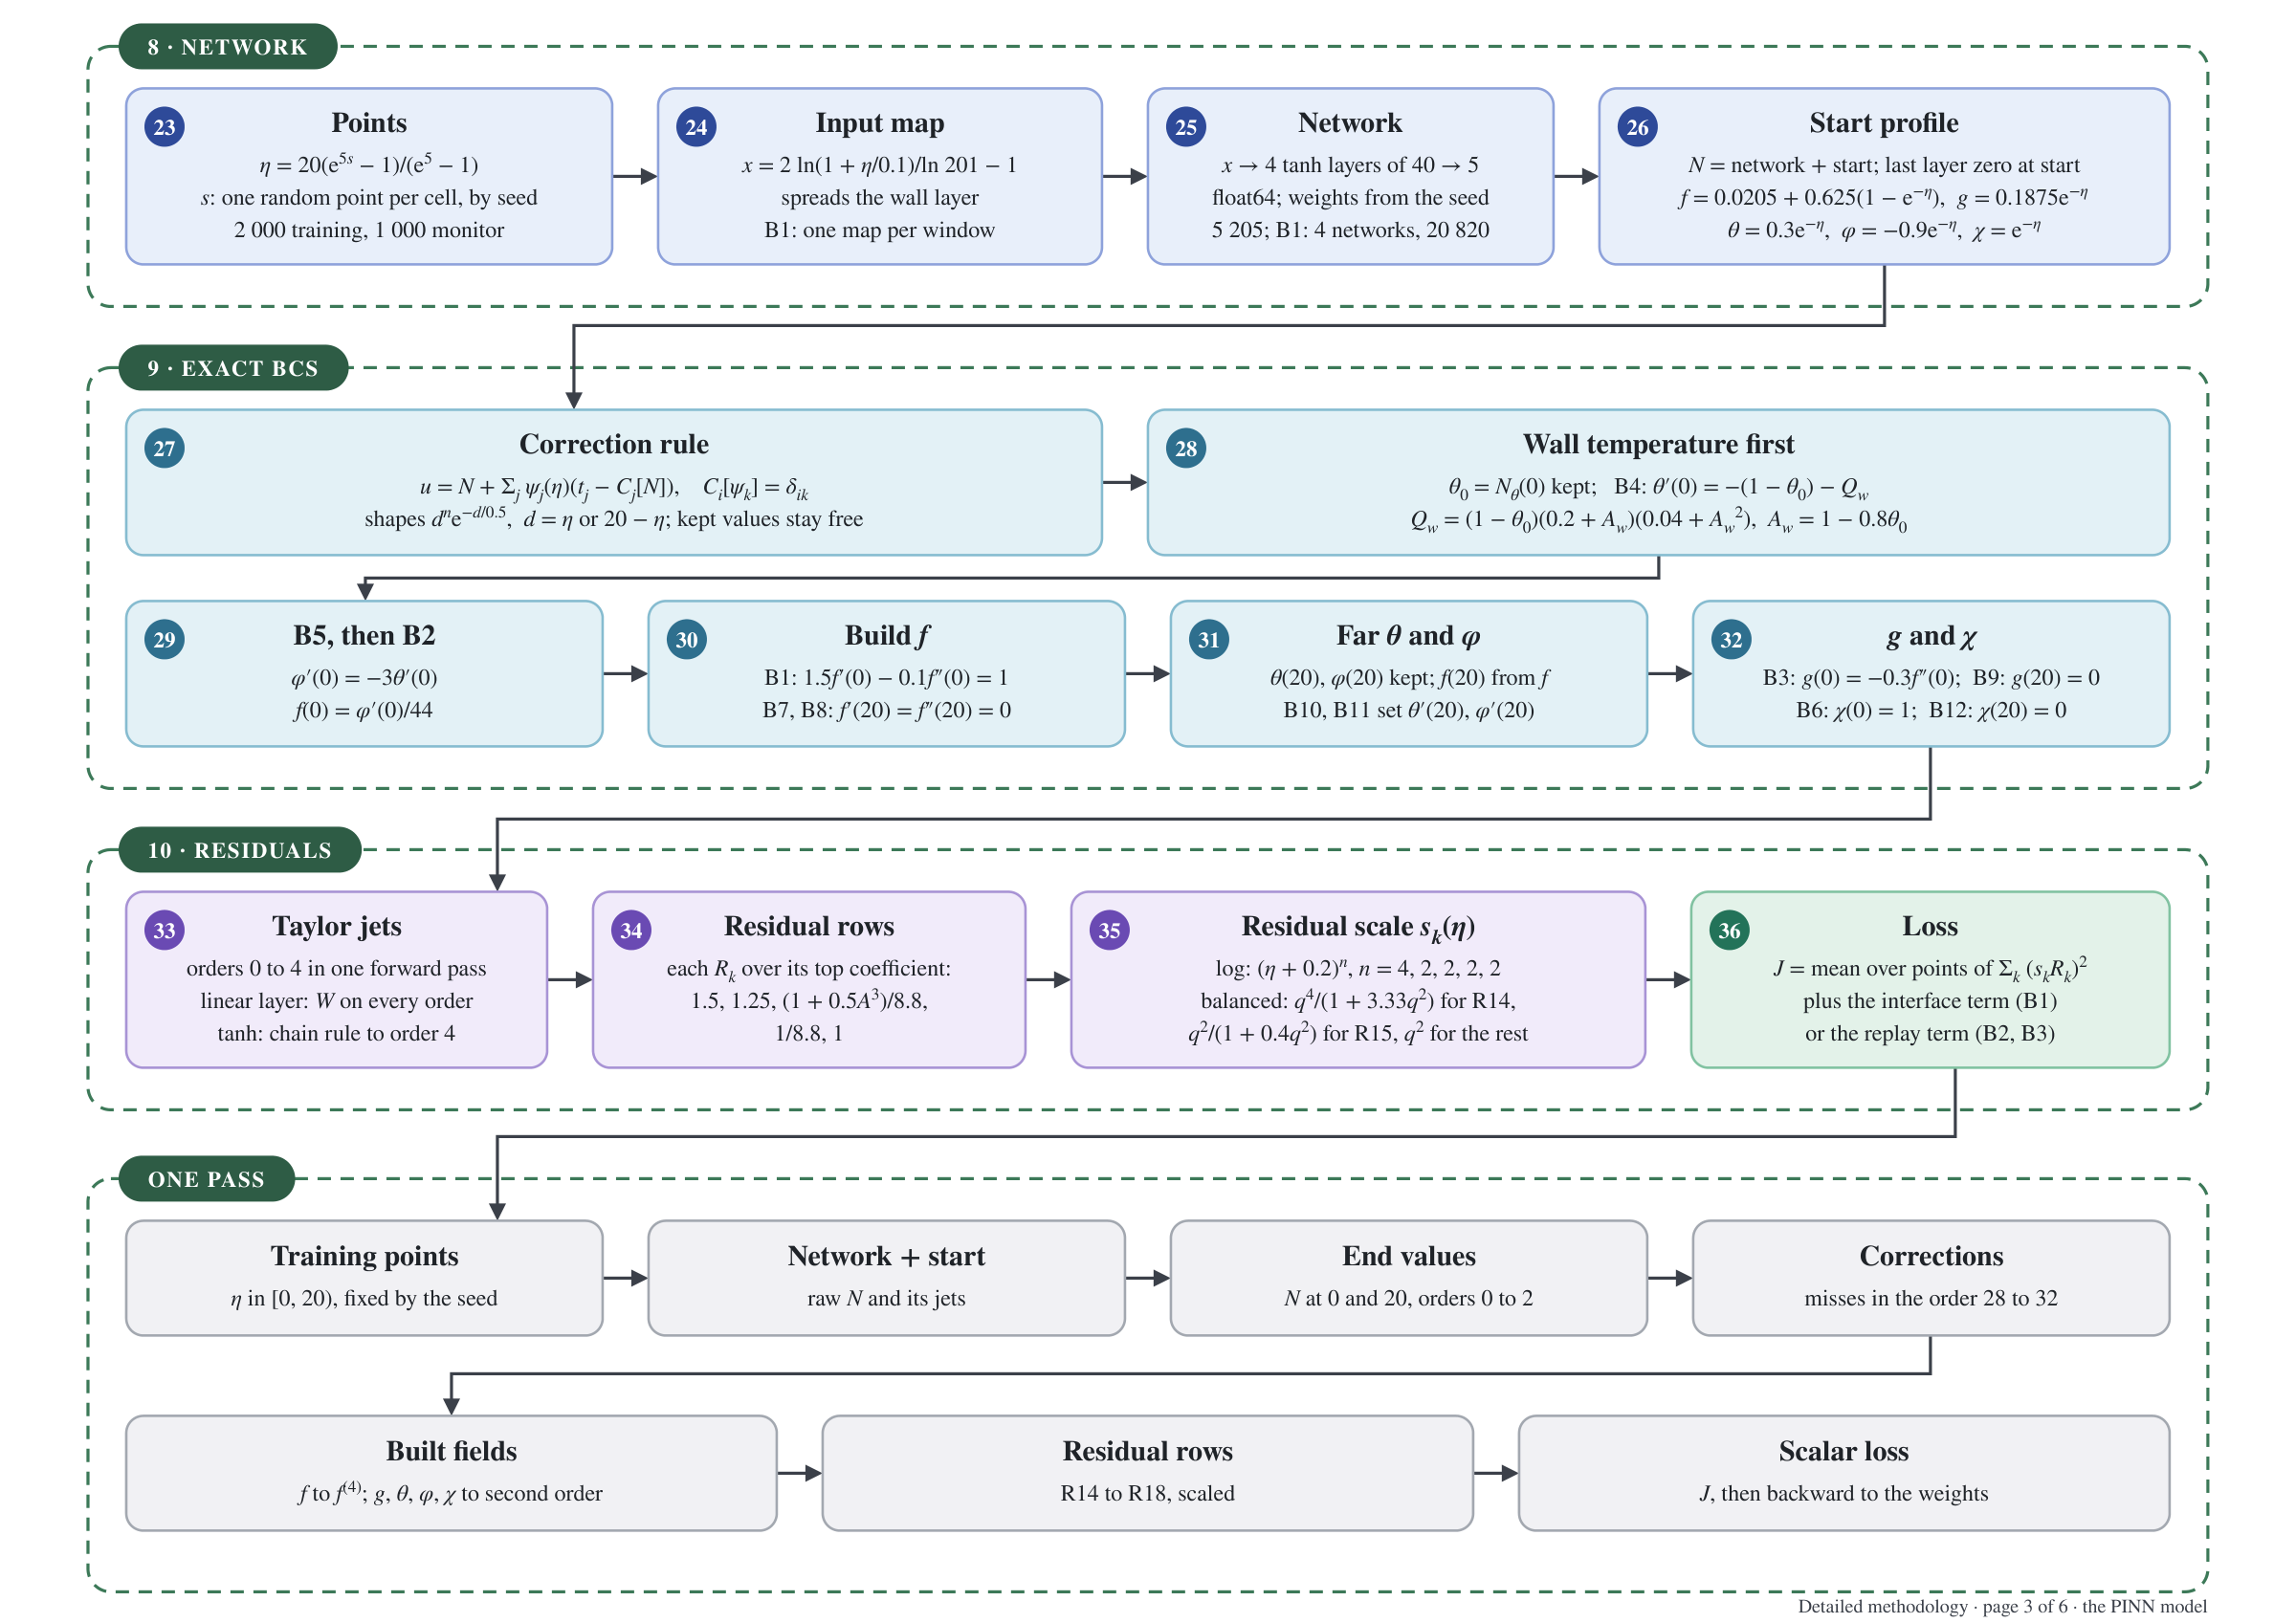 8 · NETWORK
23
Points
η = 20(e⁵ˢ − 1)/(e⁵ − 1)
s: one random point per cell, by seed
2 000 training, 1 000 monitor
24
Input map
x = 2 ln(1 + η/0.1)/ln 201 − 1
spreads the wall layer
B1: one map per window
25
Network
x → 4 tanh layers of 40 → 5
float64; weights from the seed
5 205; B1: 4 networks, 20 820
26
Start profile
N = network + start; last layer zero at start
f = 0.0205 + 0.625(1 − e^{−η}), g = 0.1875e^{−η}
θ = 0.3e^{−η}, φ = −0.9e^{−η}, χ = e^{−η}
9 · EXACT BCS
27
Correction rule
u = N + Σ_j ψ_j(η)(t_j − C_j[N]), C_i[ψ_k] = δ_{ik}
shapes dⁿe^{−d/0.5}, d = η or 20 − η; kept values stay free
28
Wall temperature first
θ₀ = N_θ(0) kept; B4: θ′(0) = −(1 − θ₀) − Q_w
Q_w = (1 − θ₀)(0.2 + A_w)(0.04 + A_w²), A_w = 1 − 0.8θ₀
29
B5, then B2
φ′(0) = −3θ′(0)
f(0) = φ′(0)/44
30
Build f
B1: 1.5f′(0) − 0.1f″(0) = 1
B7, B8: f′(20) = f″(20) = 0
31
Far θ and φ
θ(20), φ(20) kept; f(20) from f
B10, B11 set θ′(20), φ′(20)
32
g and χ
B3: g(0) = −0.3f″(0); B9: g(20) = 0
B6: χ(0) = 1; B12: χ(20) = 0
10 · RESIDUALS
33
Taylor jets
orders 0 to 4 in one forward pass
linear layer: W on every order
tanh: chain rule to order 4
34
Residual rows
each R_k over its top coefficient:
1.5, 1.25, (1 + 0.5A³)/8.8,
1/8.8, 1
35
Residual scale s_k(η)
log: (η + 0.2)ⁿ, n = 4, 2, 2, 2, 2
balanced: q⁴/(1 + 3.33q²) for R14,
q²/(1 + 0.4q²) for R15, q² for the rest
36
Loss
J = mean over points of Σ_k (s_k R_k)²
plus the interface term (B1)
or the replay term (B2, B3)
ONE PASS
Training points
η in [0, 20), fixed by the seed
Network + start
raw N and its jets
End values
N at 0 and 20, orders 0 to 2
Corrections
misses in the order 28 to 32
Built fields
f to f⁽⁴⁾; g, θ, φ, χ to second order
Residual rows
R14 to R18, scaled
Scalar loss
J, then backward to the weights
Detailed methodology · page 3 of 6 · the PINN model